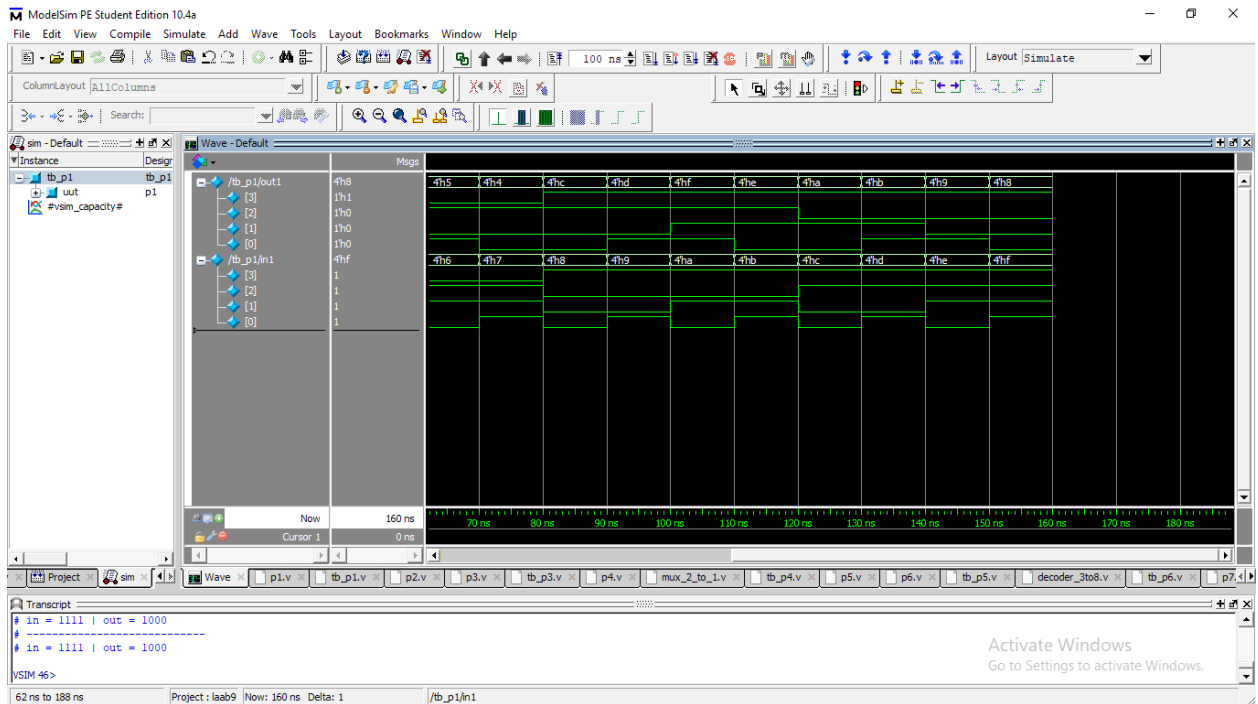 ModelSim PE Student Edition 10.4a
File Edit View Compile Simulate Add Wave Tools Layout Bookmarks Window Help
100 ns
Layout Simulate
ColumnLayout AllColumns
Search:
sim - Default
Instance Design
tb_p1 tb_p1
uut p1
#vsim_capacity#
Wave - Default
Msgs
/tb_p1/out1 4'h8 4'h5 4'h4 4'hc 4'hd 4'hf 4'he 4'ha 4'hb 4'h9 4'h8
[3] 1'h1
[2] 1'h0
[1] 1'h0
[0] 1'h0
/tb_p1/in1 4'hf 4'h6 4'h7 4'h8 4'h9 4'ha 4'hb 4'hc 4'hd 4'he 4'hf
[3] 1
[2] 1
[1] 1
[0] 1
Now 160 ns
70 ns 80 ns 90 ns 100 ns 110 ns 120 ns 130 ns 140 ns 150 ns 160 ns 170 ns 180 ns
Cursor 1 0 ns
Project sim Wave p1.v tb_p1.v p2.v p3.v tb_p3.v p4.v mux_2_to_1.v tb_p4.v p5.v p6.v tb_p5.v decoder_3to8.v tb_p6.v p7.
Transcript
# in = 1111 | out = 1000
# ----------------------------
# in = 1111 | out = 1000
VSIM 46>
Activate Windows
Go to Settings to activate Windows.
62 ns to 188 ns Project : laab9 Now: 160 ns Delta: 1 /tb_p1/in1